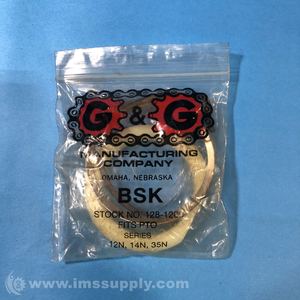 G & G
MANUFACTURING
COMPANY
OMAHA, NEBRASKA
BSK
STOCK NO. 128-1200
FITS PTO
SERIES
12N, 14N, 35N
© www.imssupply.com